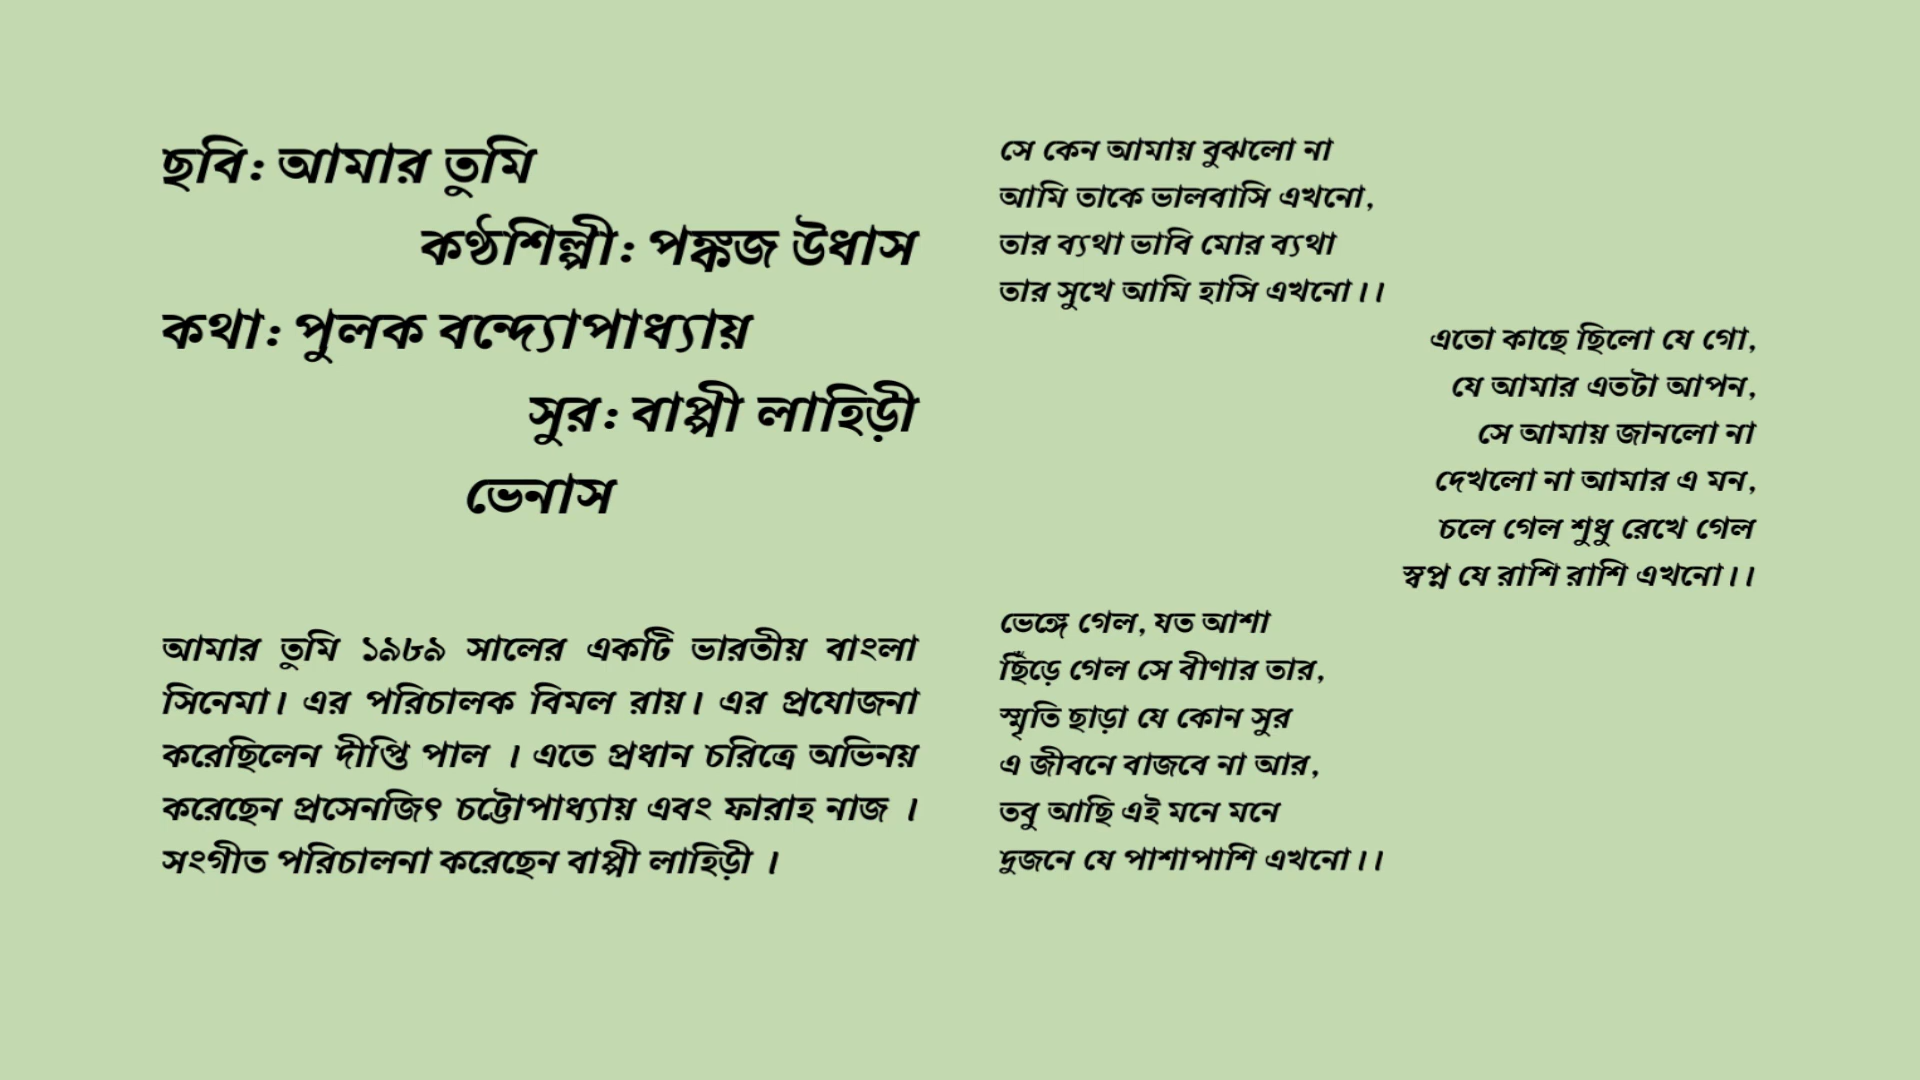 ছবি: আমার তুমি
কণ্ঠশিল্পী: পঙ্কজ উধাস
কথা: পুলক বন্দ্যোপাধ্যায়
সুর: বাপ্পী লাহিড়ী
ভেনাস
আমার তুমি ১৯৮৯ সালের একটি ভারতীয় বাংলা
সিনেমা। এর পরিচালক বিমল রায়। এর প্রযোজনা
করেছিলেন দীপ্তি পাল । এতে প্রধান চরিত্রে অভিনয়
করেছেন প্রসেনজিৎ চট্টোপাধ্যায় এবং ফারাহ নাজ ।
সংগীত পরিচালনা করেছেন বাপ্পী লাহিড়ী ।
সে কেন আমায় বুঝলো না
আমি তাকে ভালবাসি এখনো,
তার ব্যথা ভাবি মোর ব্যথা
তার সুখে আমি হাসি এখনো।।
এতো কাছে ছিলো যে গো,
যে আমার এতটা আপন,
সে আমায় জানলো না
দেখলো না আমার এ মন,
চলে গেল শুধু রেখে গেল
স্বপ্ন যে রাশি রাশি এখনো।।
ভেঙ্গে গেল, যত আশা
ছিঁড়ে গেল সে বীণার তার,
স্মৃতি ছাড়া যে কোন সুর
এ জীবনে বাজবে না আর,
তবু আছি এই মনে মনে
দুজনে যে পাশাপাশি এখনো।।